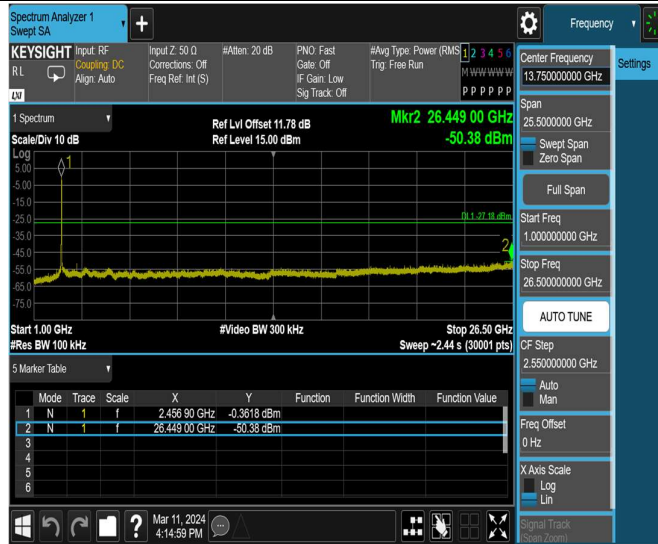 Spectrum Analyzer 1
Swept SA
Frequency
KEYSIGHT
Input: RF
Input Z: 50 Ω
#Atten: 20 dB
PNO: Fast
#Avg Type: Power (RMS
1 2 3 4 5 6
R L
Coupling: DC
Corrections: Off
Gate: Off
Trig: Free Run
Align: Auto
Freq Ref: Int (S)
IF Gain: Low
M W W W W W
Sig Track: Off
P P P P P P
LXI
Center Frequency
13.750000000 GHz
Settings
Span
25.5000000 GHz
Swept Span
Zero Span
Full Span
Start Freq
1.000000000 GHz
Stop Freq
26.500000000 GHz
AUTO TUNE
CF Step
2.550000000 GHz
Auto
Man
Freq Offset
0 Hz
X Axis Scale
Log
Lin
Signal Track
(Span Zoom)
1 Spectrum
Ref Lvl Offset 11.78 dB
Mkr2 26.449 00 GHz
Scale/Div 10 dB
Ref Level 15.00 dBm
-50.38 dBm
Log
5.00
1
-5.00
-15.0
-25.0
DL1 -27.18 dBm
-35.0
2
-45.0
-55.0
-65.0
-75.0
Start 1.00 GHz
#Video BW 300 kHz
Stop 26.50 GHz
#Res BW 100 kHz
Sweep ~2.44 s (30001 pts)
5 Marker Table
Mode Trace Scale X Y Function Function Width Function Value
1 N 1 f 2.456 90 GHz -0.3618 dBm
2 N 1 f 26.449 00 GHz -50.38 dBm
3
4
5
6
Mar 11, 2024
4:14:59 PM